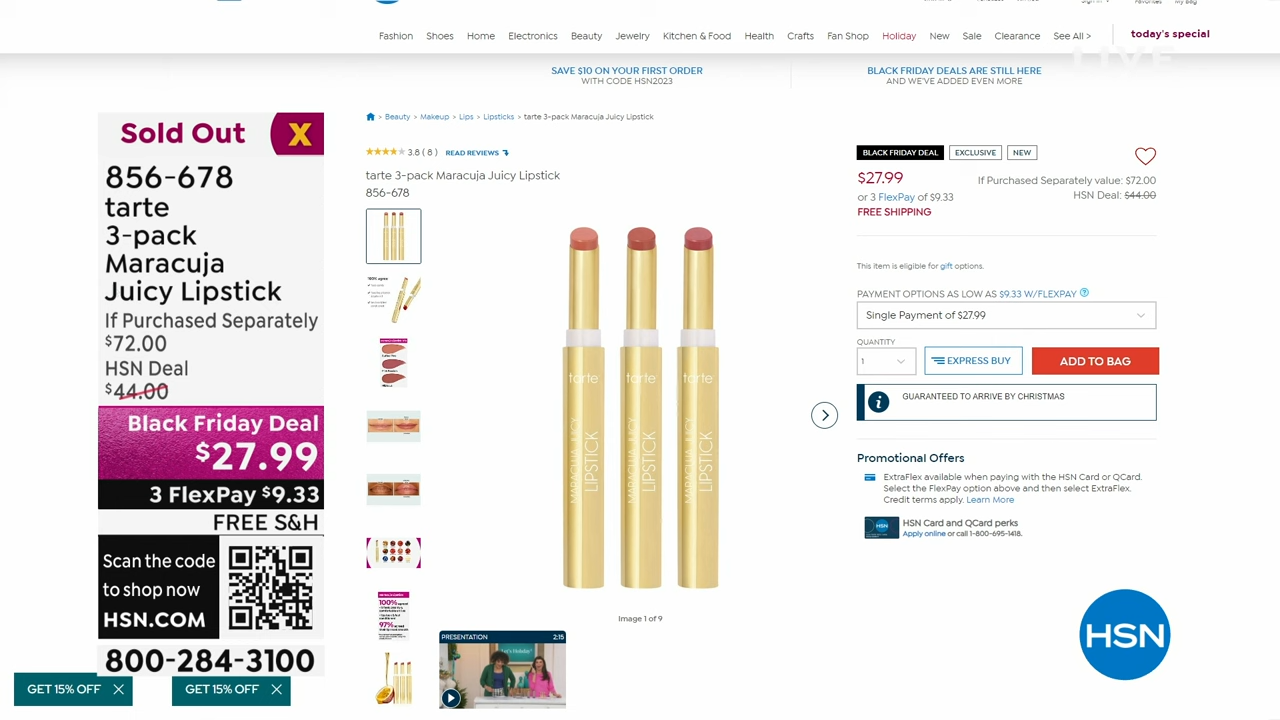 Fashion Shoes Home Electronics Beauty Jewelry Kitchen & Food Health Crafts Fan Shop Holiday New Sale Clearance See All > today's special
LIVE
SAVE $10 ON YOUR FIRST ORDER
WITH CODE HSN2023
BLACK FRIDAY DEALS ARE STILL HERE
AND WE'VE ADDED EVEN MORE
Sold Out X
856-678
tarte
3-pack
Maracuja
Juicy Lipstick
If Purchased Separately
$72.00
HSN Deal
$44.00
Black Friday Deal
$27.99
3 FlexPay $9.33
FREE S&H
Scan the code
to shop now
HSN.COM
800-284-3100
GET 15% OFF
GET 15% OFF
> Beauty > Makeup > Lips > Lipsticks > tarte 3-pack Maracuja Juicy Lipstick
3.8 ( 8 ) READ REVIEWS
tarte 3-pack Maracuja Juicy Lipstick
856-678
tarte tarte tarte
MARACUJA JUICY LIPSTICK
MARACUJA JUICY LIPSTICK
MARACUJA JUICY LIPSTICK
Image 1 of 9
PRESENTATION 2:15
BLACK FRIDAY DEAL EXCLUSIVE NEW
$27.99 If Purchased Separately value: $72.00
or 3 FlexPay of $9.33 HSN Deal: $44.00
FREE SHIPPING
This item is eligible for gift options.
PAYMENT OPTIONS AS LOW AS $9.33 W/FLEXPAY ?
Single Payment of $27.99
QUANTITY
1 EXPRESS BUY ADD TO BAG
GUARANTEED TO ARRIVE BY CHRISTMAS
Promotional Offers
ExtraFlex available when paying with the HSN Card or QCard.
Select the FlexPay option above and then select ExtraFlex.
Credit terms apply. Learn More
HSN HSN Card and QCard perks
Apply online or call 1-800-695-1418.
HSN